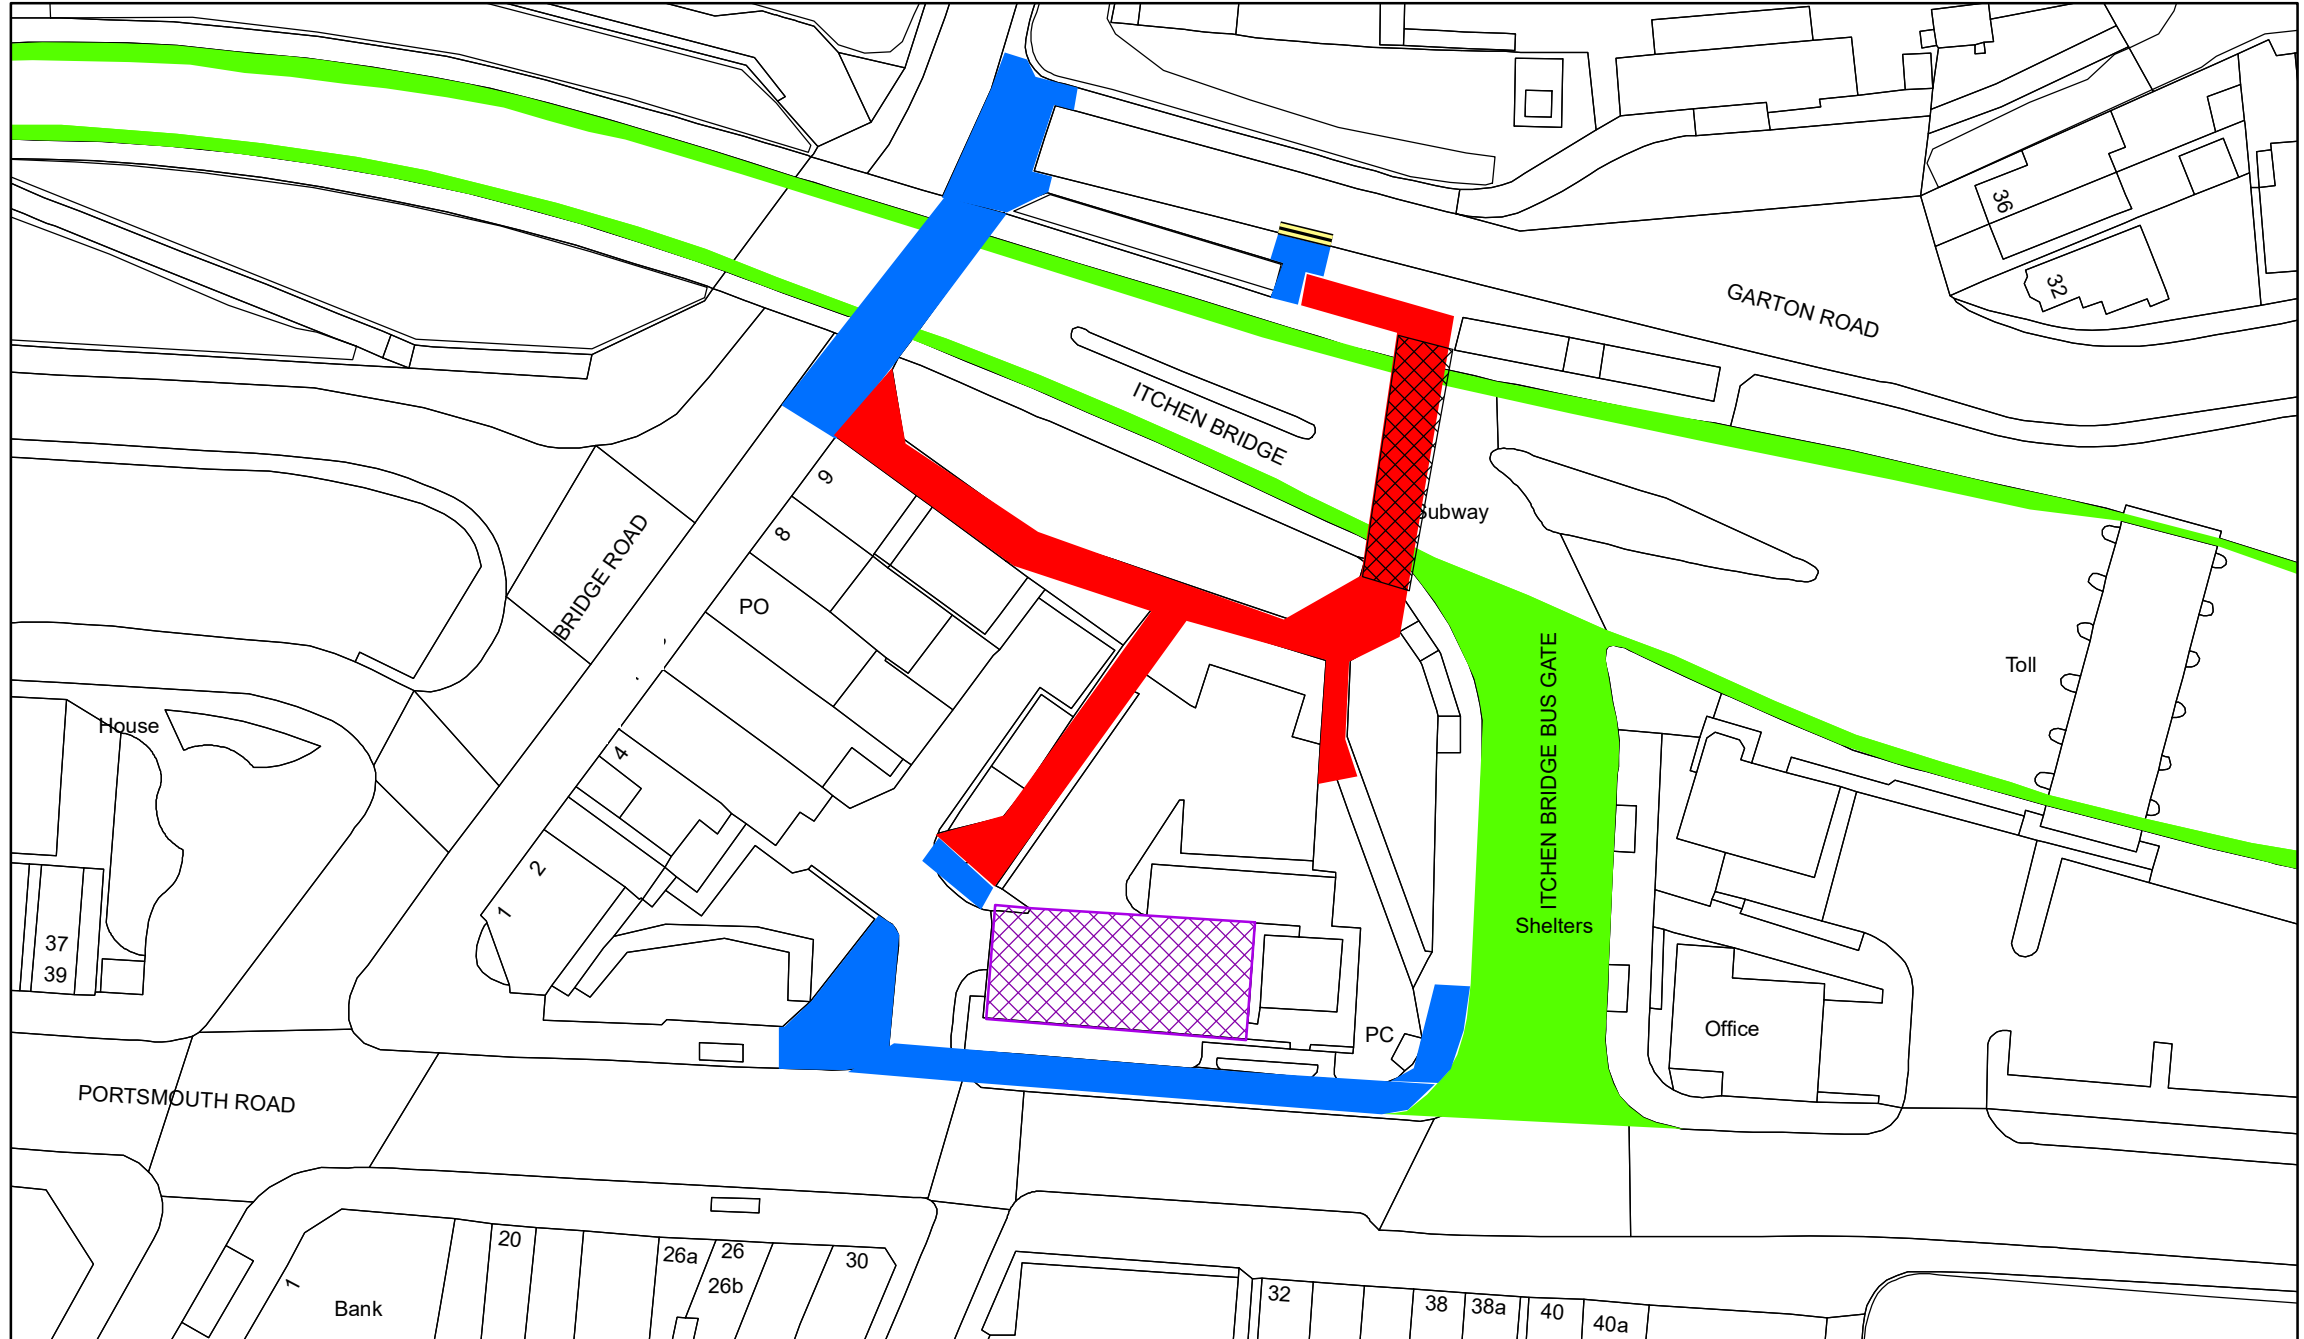 36
32
GARTON ROAD
ITCHEN BRIDGE
9
Subway
8
BRIDGE ROAD
PO
ITCHEN BRIDGE BUS GATE
Toll
House
4
2
1
Shelters
37
39
PC
Office
PORTSMOUTH ROAD
20
26a
26
30
26b
1
Bank
32
38
38a
40
40a